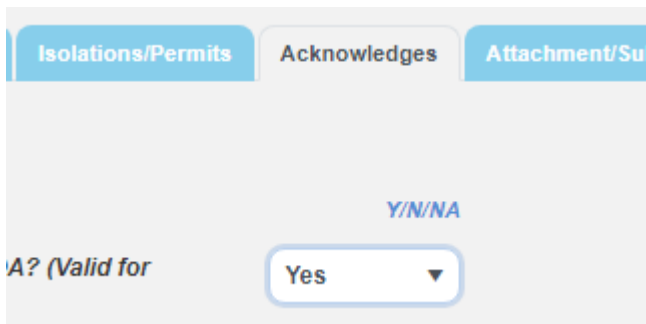 Isolations/Permits Acknowledges Attachment/Su
Y/N/NA
A? (Valid for Yes